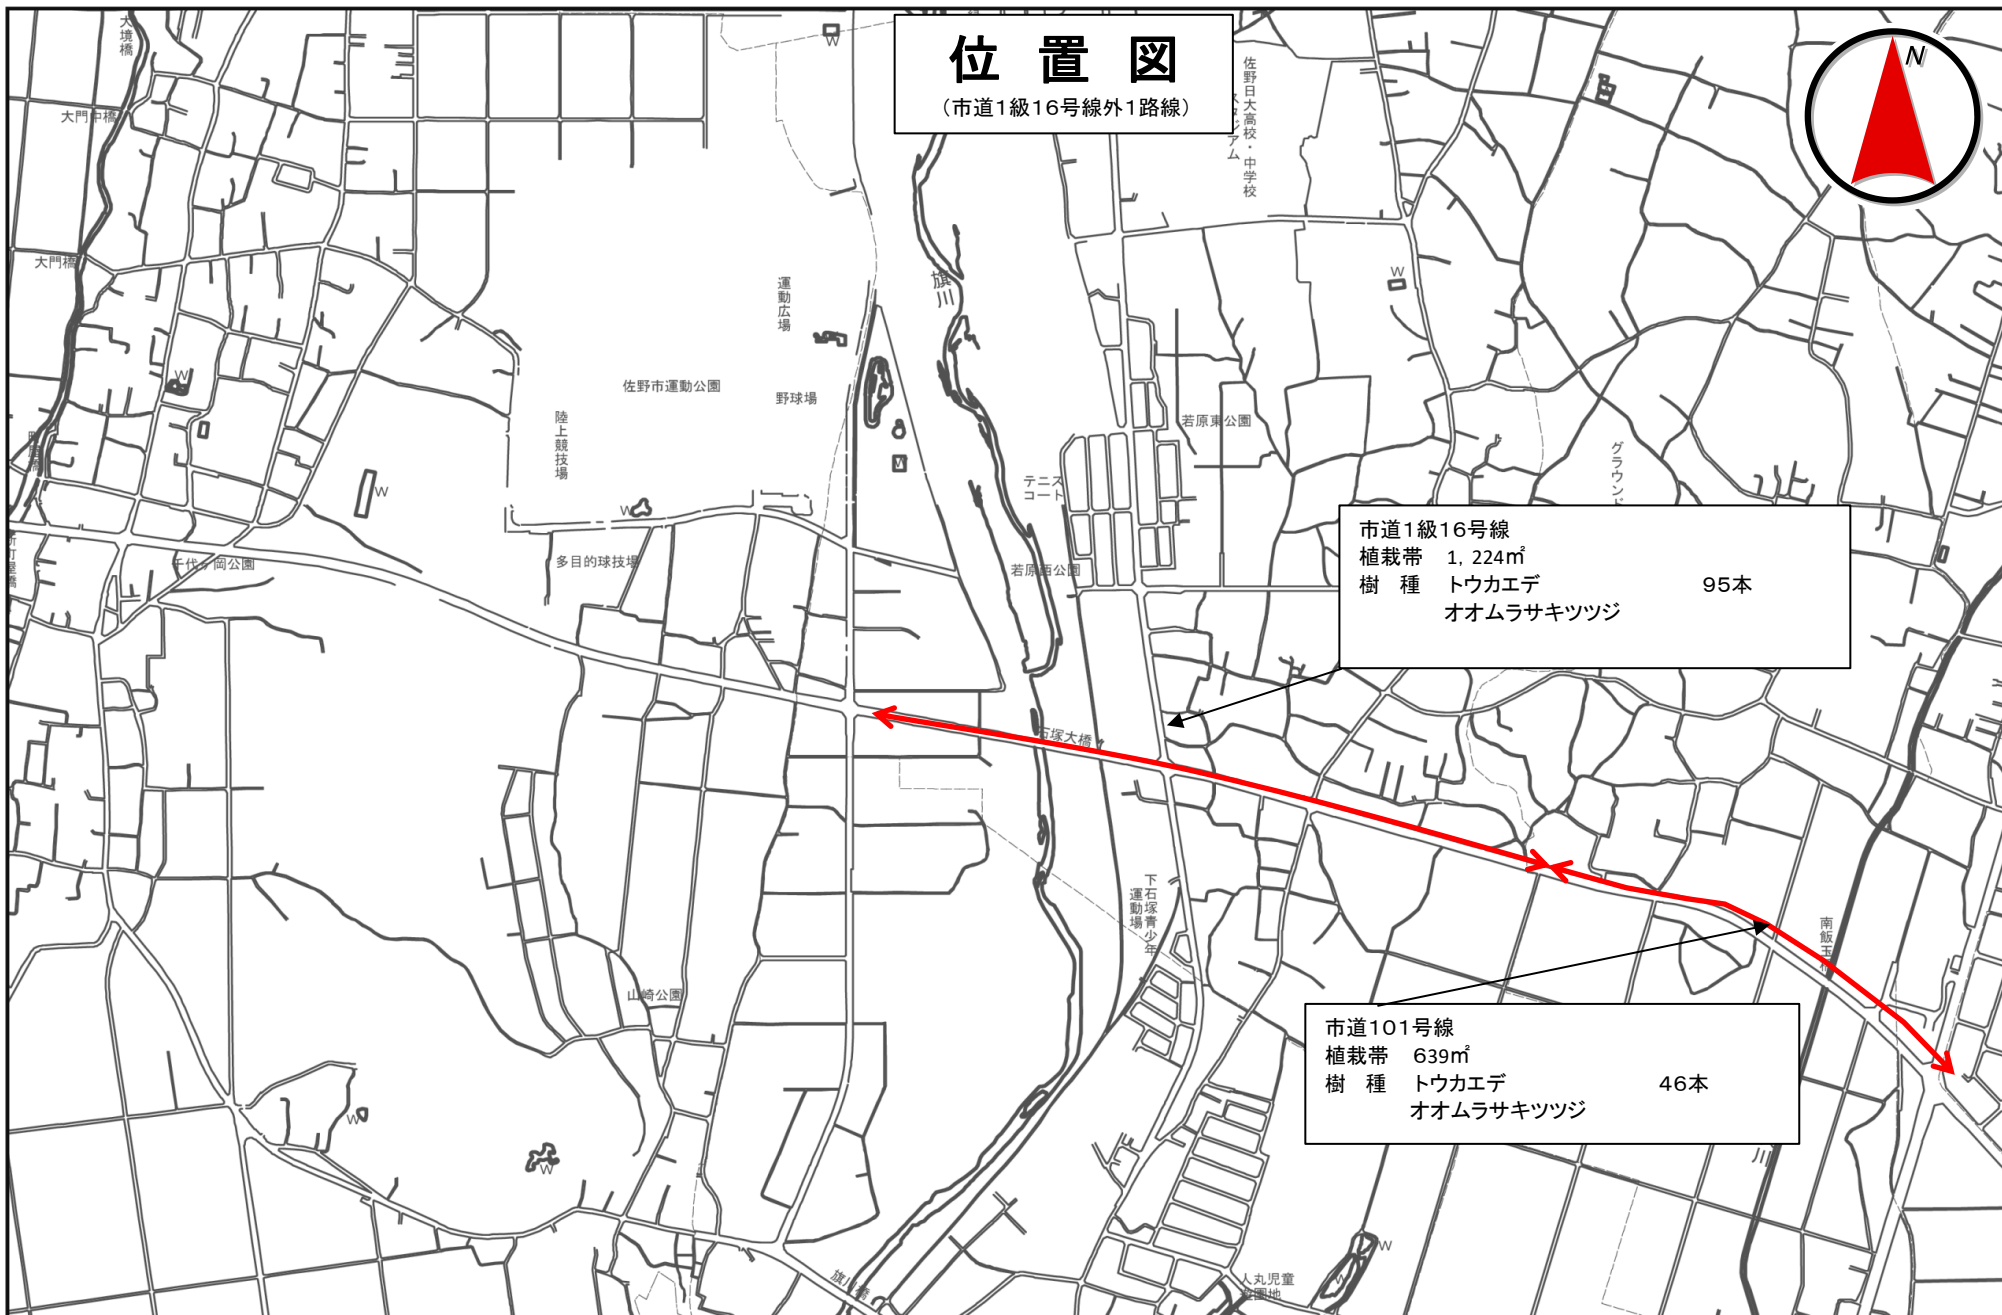 位 置 図
(市道1級16号線外1路線)
N
大境橋
大門中橋
大門橋
佐野日大高校・中学校
旗川
運動広場
佐野市運動公園
野球場
陸上競技場
若原東公園
グラウンド
テニス
コート
千代ヶ岡公園
多目的球技場
若原西公園
市道1級16号線
植栽帯 1,224㎡
樹 種 トウカエデ 95本
オオムラサキツツジ
石塚大橋
下石塚青少年
運動場
南飯玉橋
山崎公園
市道101号線
植栽帯 639㎡
樹 種 トウカエデ 46本
オオムラサキツツジ
川
旗川橋
人丸児童
遊園地
W
W
W
W
W
W
W
W
W
W